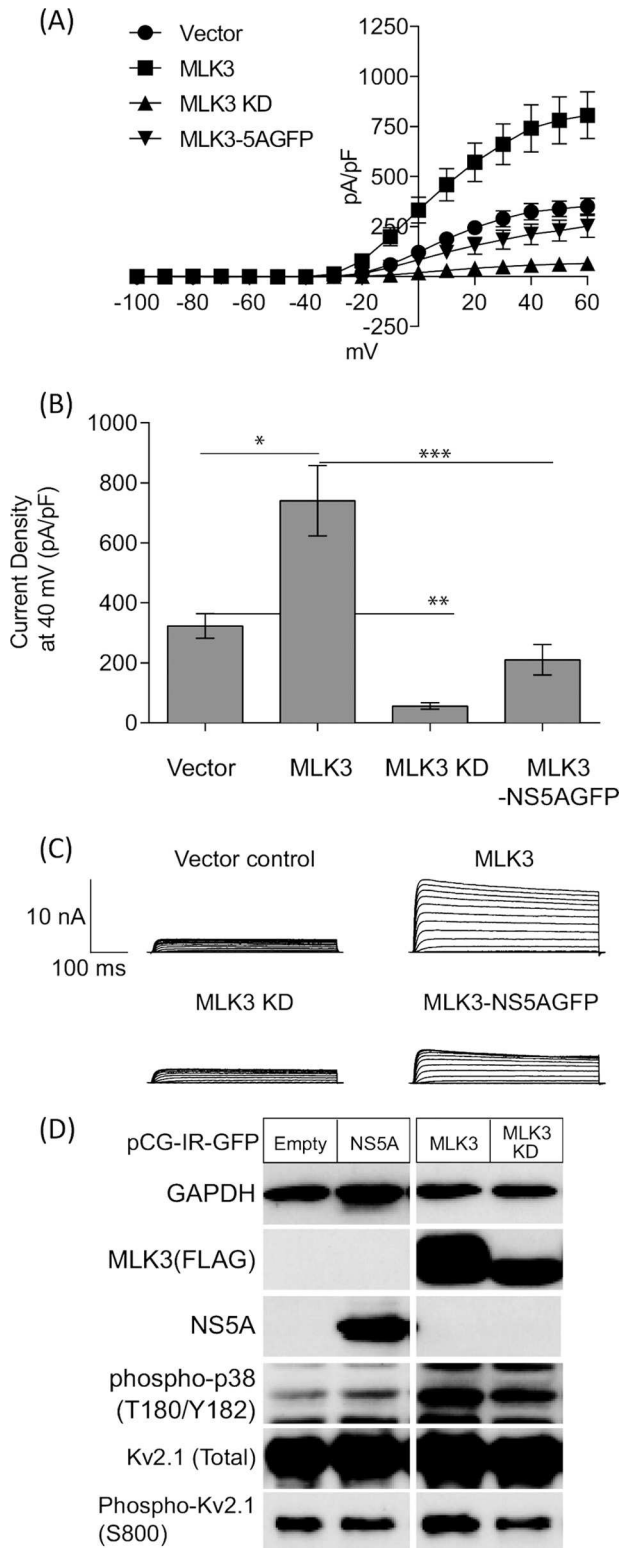 (A)
Vector
MLK3
MLK3 KD
MLK3-5AGFP
1250
1000
750
500
250
-250
pA/pF
-100 -80 -60 -40 -20 20 40 60
mV
(B)
1000
800
600
400
200
0
Current Density
at 40 mV (pA/pF)
*
***
**
Vector MLK3 MLK3 KD MLK3
-NS5AGFP
(C)
Vector control MLK3
10 nA
100 ms
MLK3 KD MLK3-NS5AGFP
(D)
pCG-IR-GFP Empty NS5A MLK3 MLK3
KD
GAPDH
MLK3(FLAG)
NS5A
phospho-p38
(T180/Y182)
Kv2.1 (Total)
Phospho-Kv2.1
(S800)